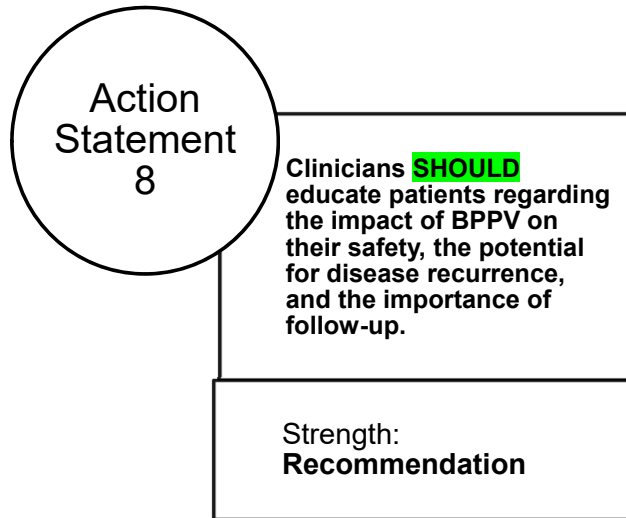 Action
Statement
8
Clinicians SHOULD
educate patients regarding
the impact of BPPV on
their safety, the potential
for disease recurrence,
and the importance of
follow-up.
Strength:
Recommendation